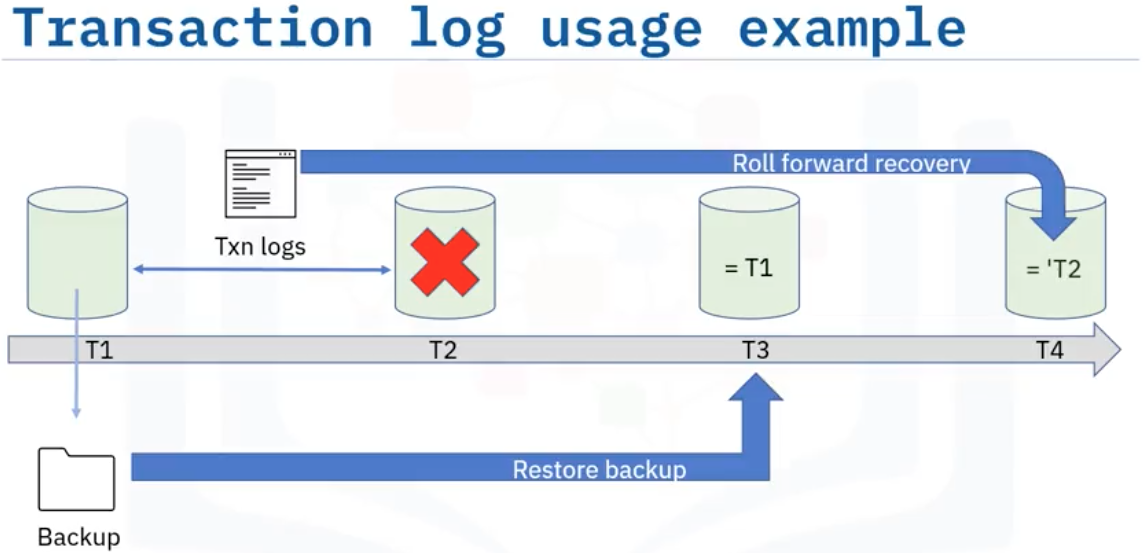 Transaction log usage example
Roll forward recovery
Txn logs
= T1
= 'T2
T1
T2
T3
T4
Restore backup
Backup